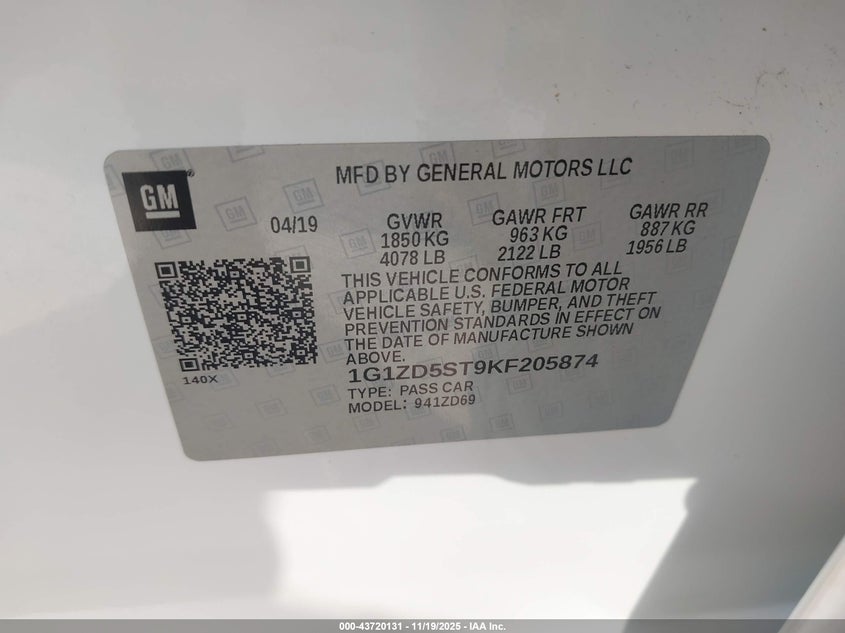 GM
MFD BY GENERAL MOTORS LLC
04/19
GVWR
1850 KG
4078 LB
GAWR FRT
963 KG
2122 LB
GAWR RR
887 KG
1956 LB
THIS VEHICLE CONFORMS TO ALL
APPLICABLE U.S. FEDERAL MOTOR
VEHICLE SAFETY, BUMPER, AND THEFT
PREVENTION STANDARDS IN EFFECT ON
THE DATE OF MANUFACTURE SHOWN
ABOVE.
140X
1G1ZD5ST9KF205874
TYPE: PASS CAR
MODEL: 941ZD69
000-43720131 - 11/19/2025 - IAA Inc.